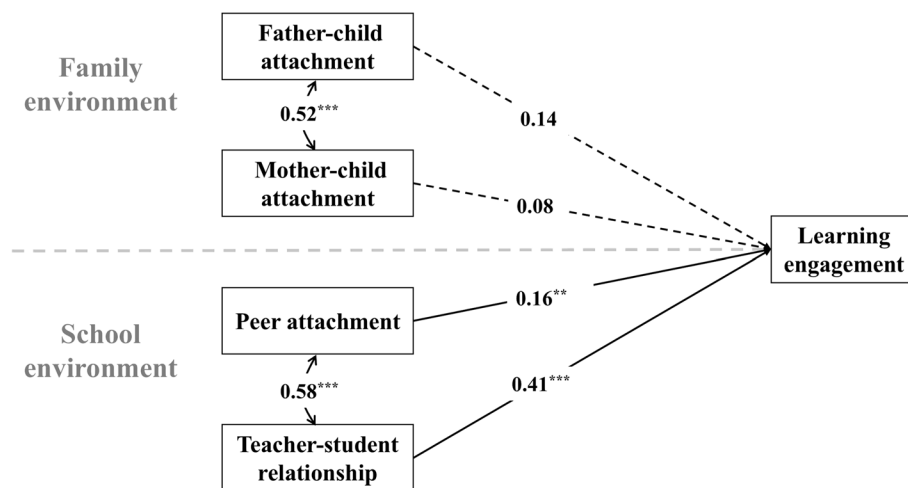 Father-child
attachment
Family
environment
0.52***
0.14
Mother-child
attachment
0.08
Learning
engagement
Peer attachment
0.16**
School
environment
0.58***
0.41***
Teacher-student
relationship